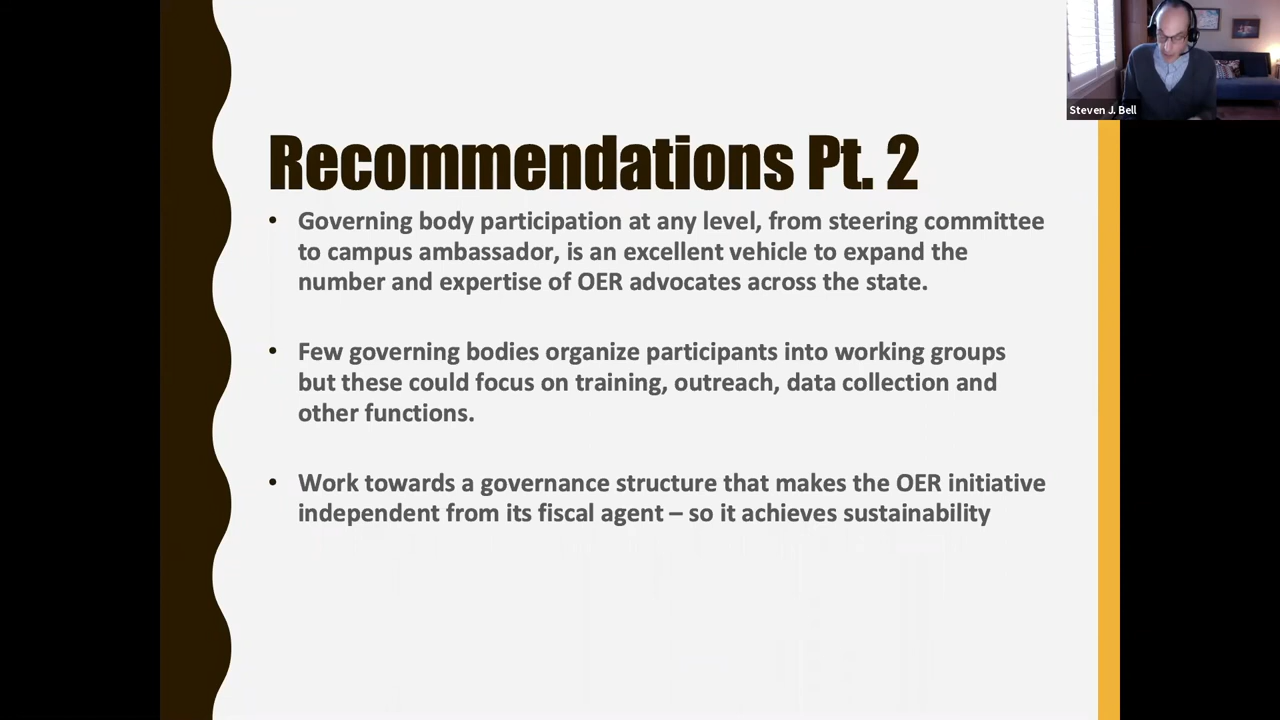 Steven J. Bell
Recommendations Pt. 2
• Governing body participation at any level, from steering committee
to campus ambassador, is an excellent vehicle to expand the
number and expertise of OER advocates across the state.
• Few governing bodies organize participants into working groups
but these could focus on training, outreach, data collection and
other functions.
• Work towards a governance structure that makes the OER initiative
independent from its fiscal agent – so it achieves sustainability